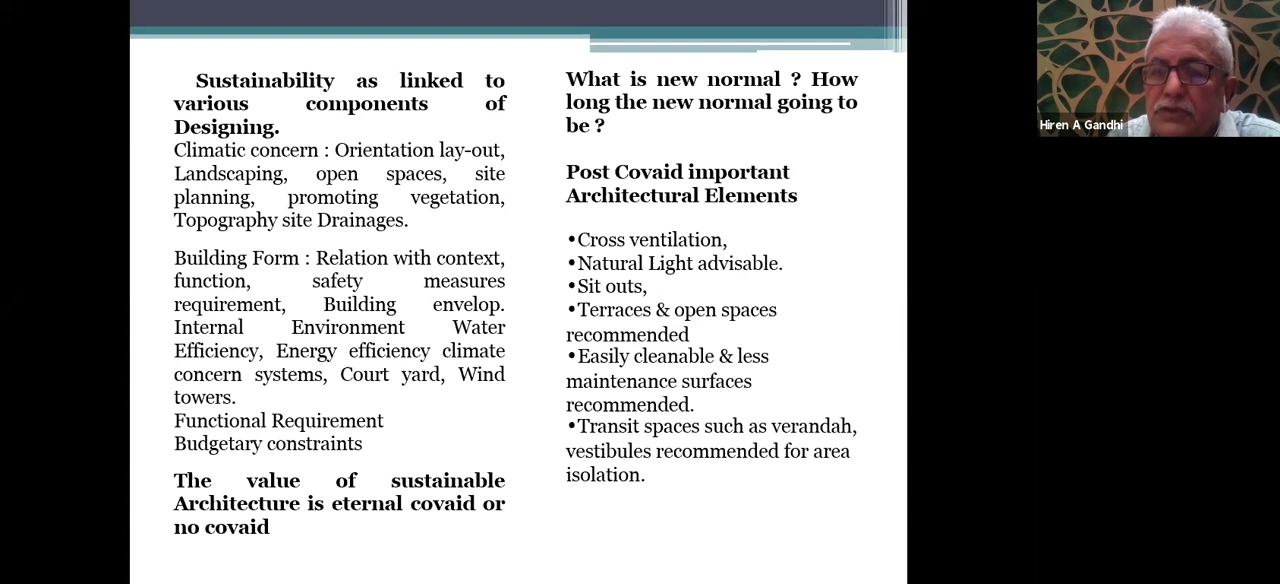 Sustainability as linked to
various components of
Designing.
Climatic concern : Orientation lay-out,
Landscaping, open spaces, site
planning, promoting vegetation,
Topography site Drainages.
Building Form : Relation with context,
function, safety measures
requirement, Building envelop.
Internal Environment Water
Efficiency, Energy efficiency climate
concern systems, Court yard, Wind
towers.
Functional Requirement
Budgetary constraints
The value of sustainable
Architecture is eternal covaid or
no covaid
What is new normal ? How
long the new normal going to
be ?
Post Covaid important
Architectural Elements
•Cross ventilation,
•Natural Light advisable.
•Sit outs,
•Terraces & open spaces
recommended
•Easily cleanable & less
maintenance surfaces
recommended.
•Transit spaces such as verandah,
vestibules recommended for area
isolation.
Hiren A Gandhi